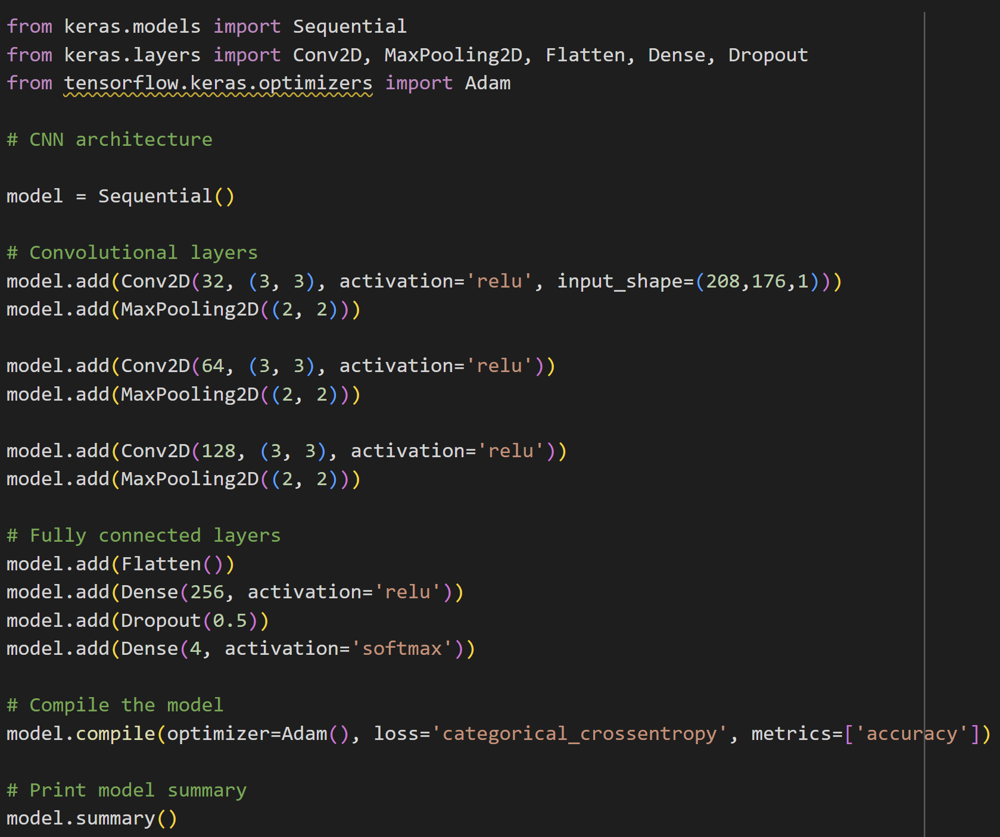 from keras.models import Sequential
from keras.layers import Conv2D, MaxPooling2D, Flatten, Dense, Dropout
from tensorflow.keras.optimizers import Adam
# CNN architecture
model = Sequential()
# Convolutional layers
model.add(Conv2D(32, (3, 3), activation='relu', input_shape=(208,176,1)))
model.add(MaxPooling2D((2, 2)))
model.add(Conv2D(64, (3, 3), activation='relu'))
model.add(MaxPooling2D((2, 2)))
model.add(Conv2D(128, (3, 3), activation='relu'))
model.add(MaxPooling2D((2, 2)))
# Fully connected layers
model.add(Flatten())
model.add(Dense(256, activation='relu'))
model.add(Dropout(0.5))
model.add(Dense(4, activation='softmax'))
# Compile the model
model.compile(optimizer=Adam(), loss='categorical_crossentropy', metrics=['accuracy'])
# Print model summary
model.summary()